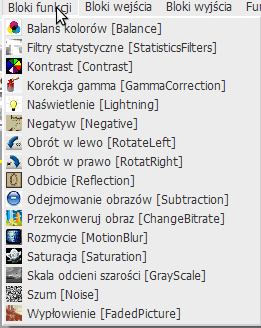 Bloki funkcji Bloki wejścia Bloki wyjścia Fur
Balans kolorów [Balance]
Filtry statystyczne [StatisticsFilters]
Kontrast [Contrast]
Korekcja gamma [GammaCorrection]
Naświetlenie [Lightning]
Negatyw [Negative]
Obrót w lewo [RotateLeft]
Obrót w prawo [RotatRight]
Odbicie [Reflection]
Odejmowanie obrazów [Subtraction]
Przekonweruj obraz [ChangeBitrate]
Rozmycie [MotionBlur]
Saturacja [Saturation]
Skala odcieni szarości [GrayScale]
Szum [Noise]
Wypłowienie [FadedPicture]